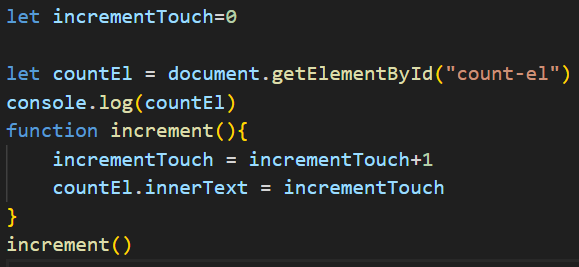 let incrementTouch=0
let countEl = document.getElementById("count-el")
console.log(countEl)
function increment(){
    incrementTouch = incrementTouch+1
    countEl.innerText = incrementTouch
}
increment()